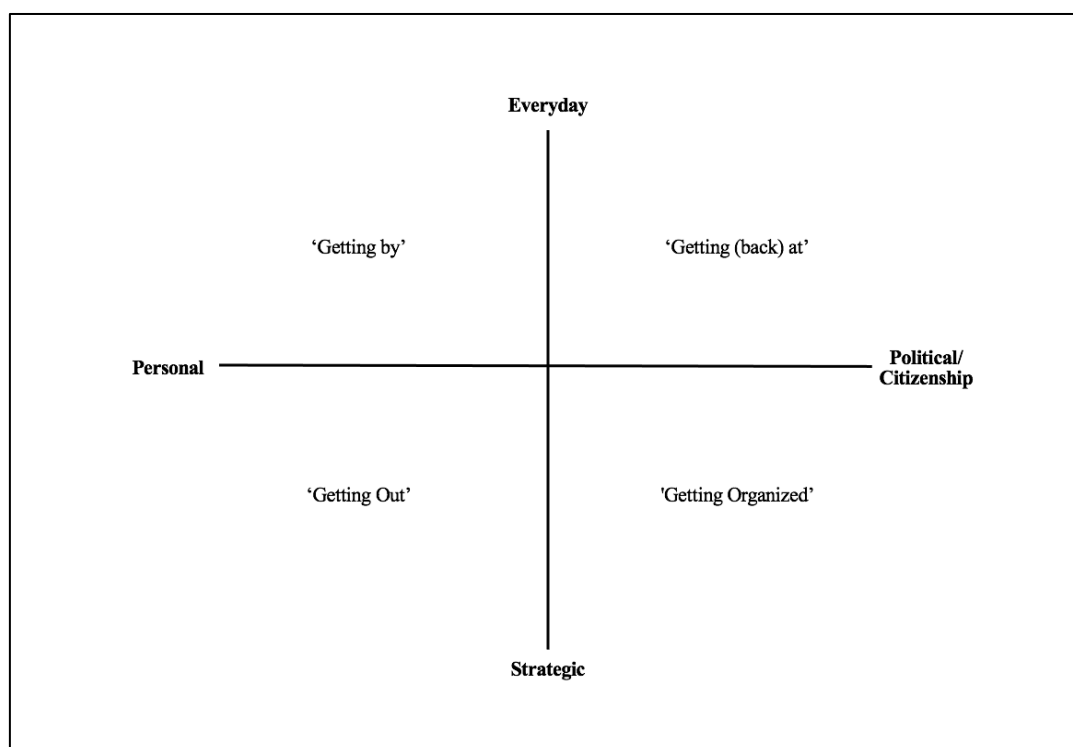 Everyday
‘Getting by’
‘Getting (back) at’
Personal
Political/
Citizenship
‘Getting Out’
'Getting Organized’
Strategic